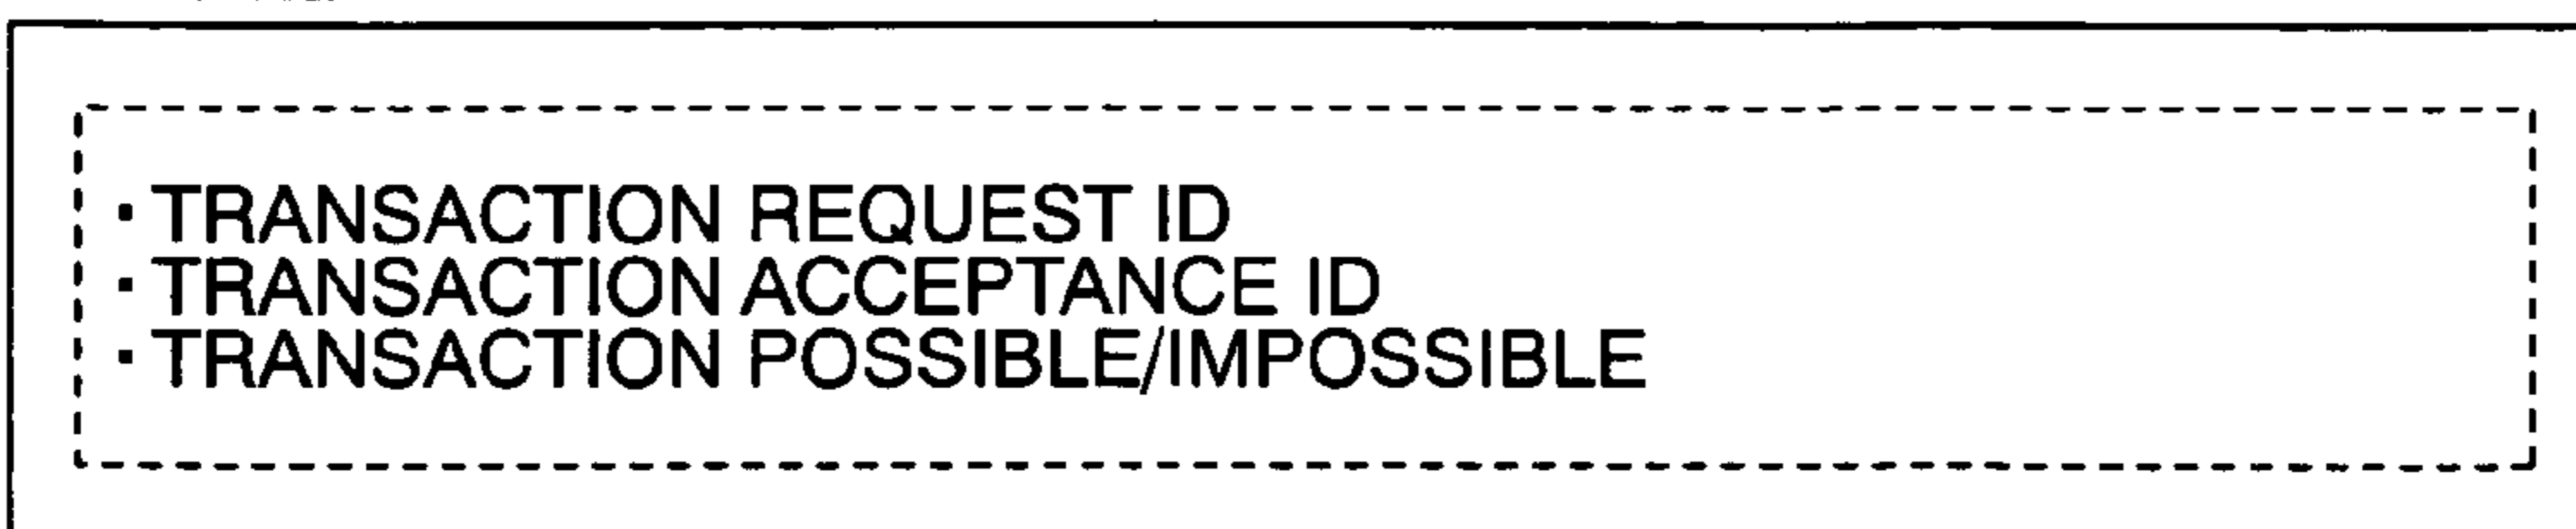 · TRANSACTION REQUEST ID
· TRANSACTION ACCEPTANCE ID
· TRANSACTION POSSIBLE/IMPOSSIBLE